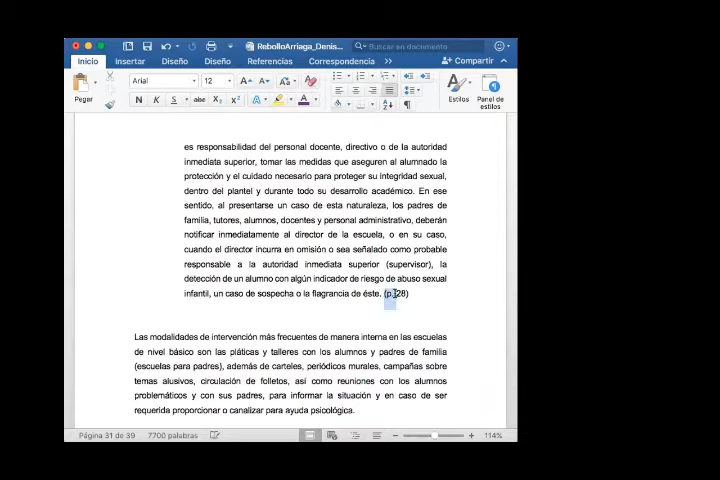 RebolloArriaga_Denis...
Buscar en documento
Inicio Insertar Diseño Diseño Referencias Correspondencia >> Compartir
Pegar Arial 12 A A Aa Estilos Panel de estilos
N K S abc X₂ X² A A
es responsabilidad del personal docente, directivo o de la autoridad
inmediata superior, tomar las medidas que aseguren al alumnado la
protección y el cuidado necesario para proteger su integridad sexual,
dentro del plantel y durante todo su desarrollo académico. En ese
sentido, al presentarse un caso de esta naturaleza, los padres de
familia, tutores, alumnos, docentes y personal administrativo, deberán
notificar inmediatamente al director de la escuela, o en su caso,
cuando el director incurra en omisión o sea señalado como probable
responsable a la autoridad inmediata superior (supervisor), la
detección de un alumno con algún indicador de riesgo de abuso sexual
infantil, un caso de sospecha o la flagrancia de éste. (p. 28)
Las modalidades de intervención más frecuentes de manera interna en las escuelas
de nivel básico son las pláticas y talleres con los alumnos y padres de familia
(escuelas para padres), además de carteles, periódicos murales, campañas sobre
temas alusivos, circulación de folletos, así como reuniones con los alumnos
problemáticos y con sus padres, para informar la situación y en caso de ser
requerida proporcionar o canalizar para ayuda psicológica.
Página 31 de 39 7700 palabras 114%